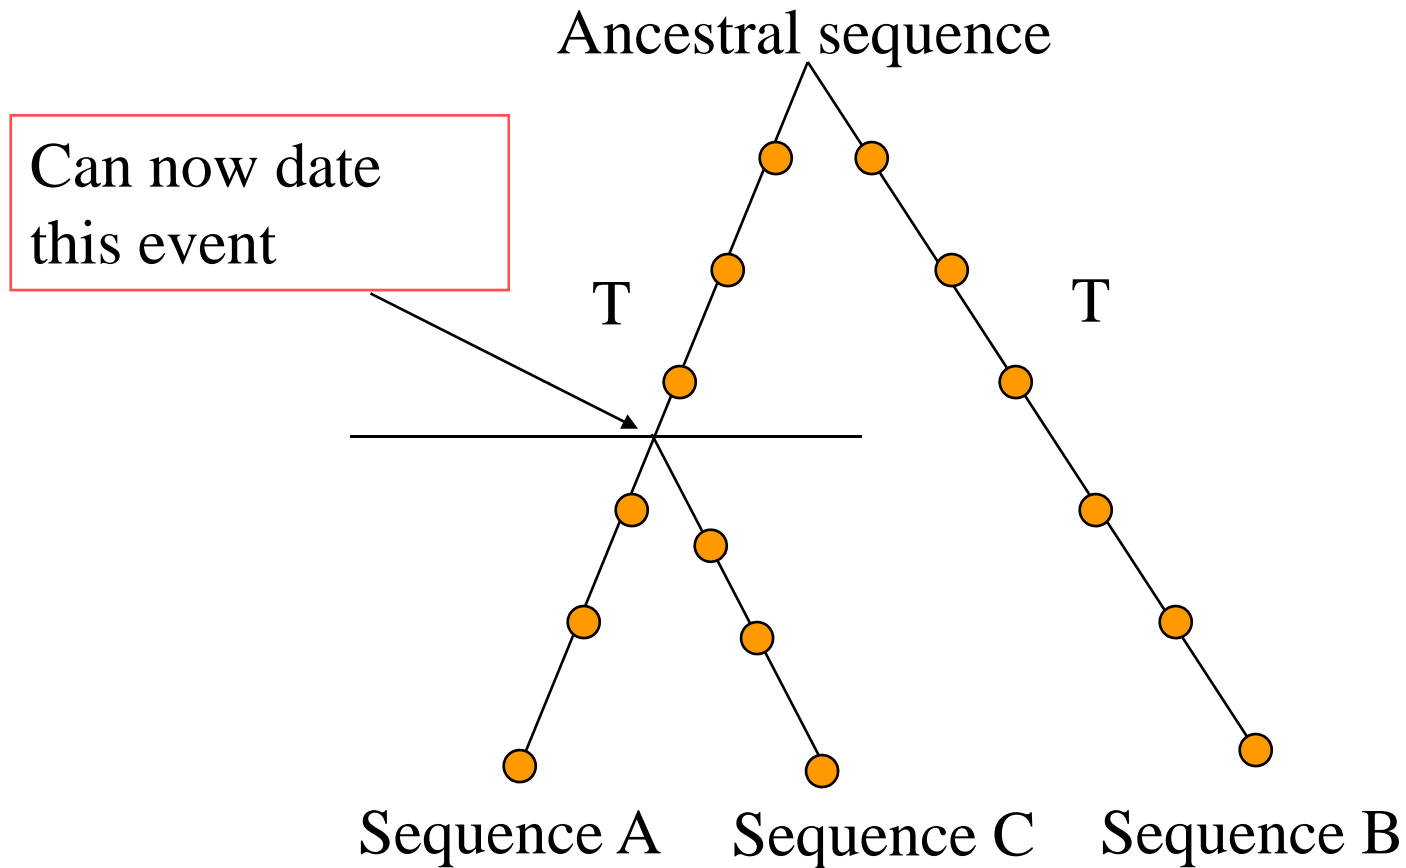 Ancestral sequence
Can now date
this event
T
T
Sequence A
Sequence C
Sequence B